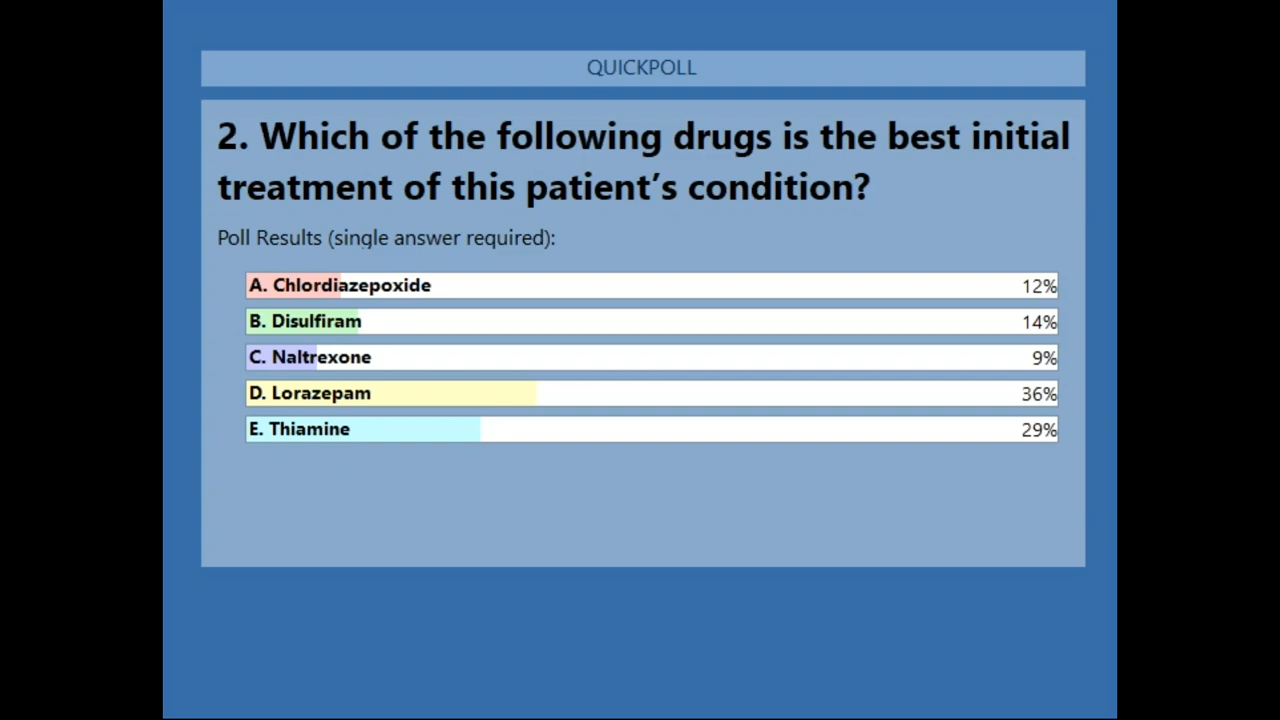 QUICKPOLL
2. Which of the following drugs is the best initial
treatment of this patient’s condition?
Poll Results (single answer required):
A. Chlordiazepoxide 12%
B. Disulfiram 14%
C. Naltrexone 9%
D. Lorazepam 36%
E. Thiamine 29%